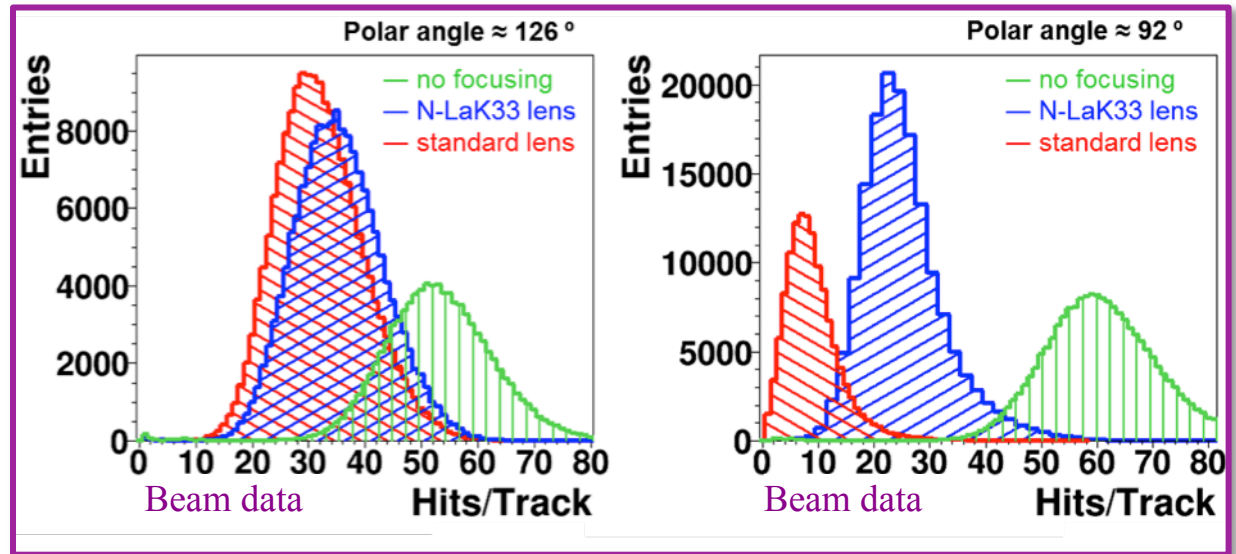 Polar angle ≈ 126 º
Entries
no focusing
N-LaK33 lens
standard lens
8000
6000
4000
2000
0
0 10 20 30 40 50 60 70 80
Beam data
Hits/Track
Polar angle ≈ 92 º
Entries
no focusing
N-LaK33 lens
standard lens
20000
15000
10000
5000
0
0 10 20 30 40 50 60 70 80
Beam data
Hits/Track